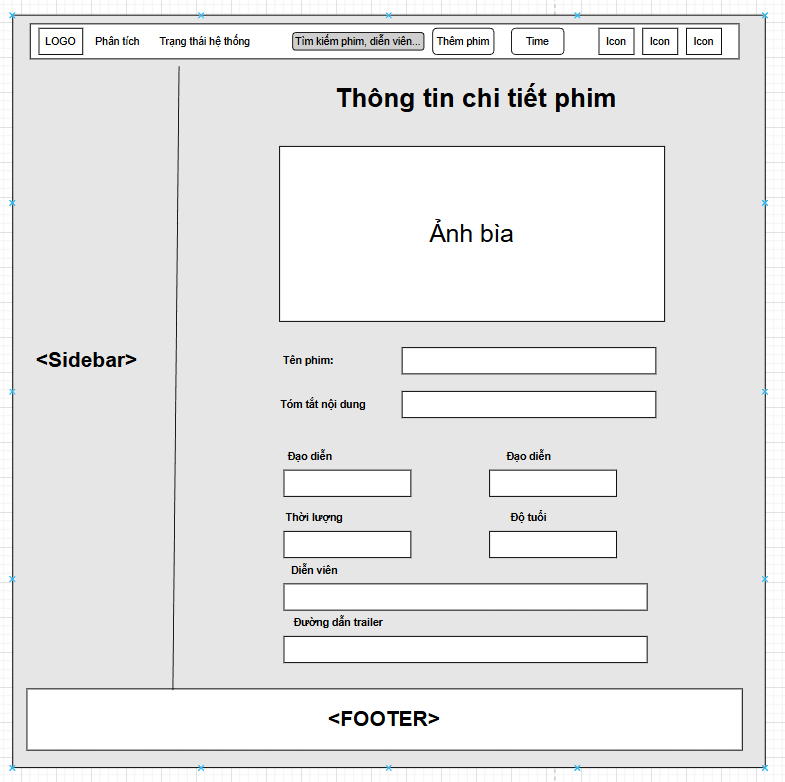 LOGO Phân tích Trạng thái hệ thống Tìm kiếm phim, diễn viên... Thêm phim Time Icon Icon Icon
Thông tin chi tiết phim
Ảnh bìa
<Sidebar>
Tên phim:
Tóm tắt nội dung
Đạo diễn Đạo diễn
Thời lượng Độ tuổi
Diễn viên
Đường dẫn trailer
<FOOTER>